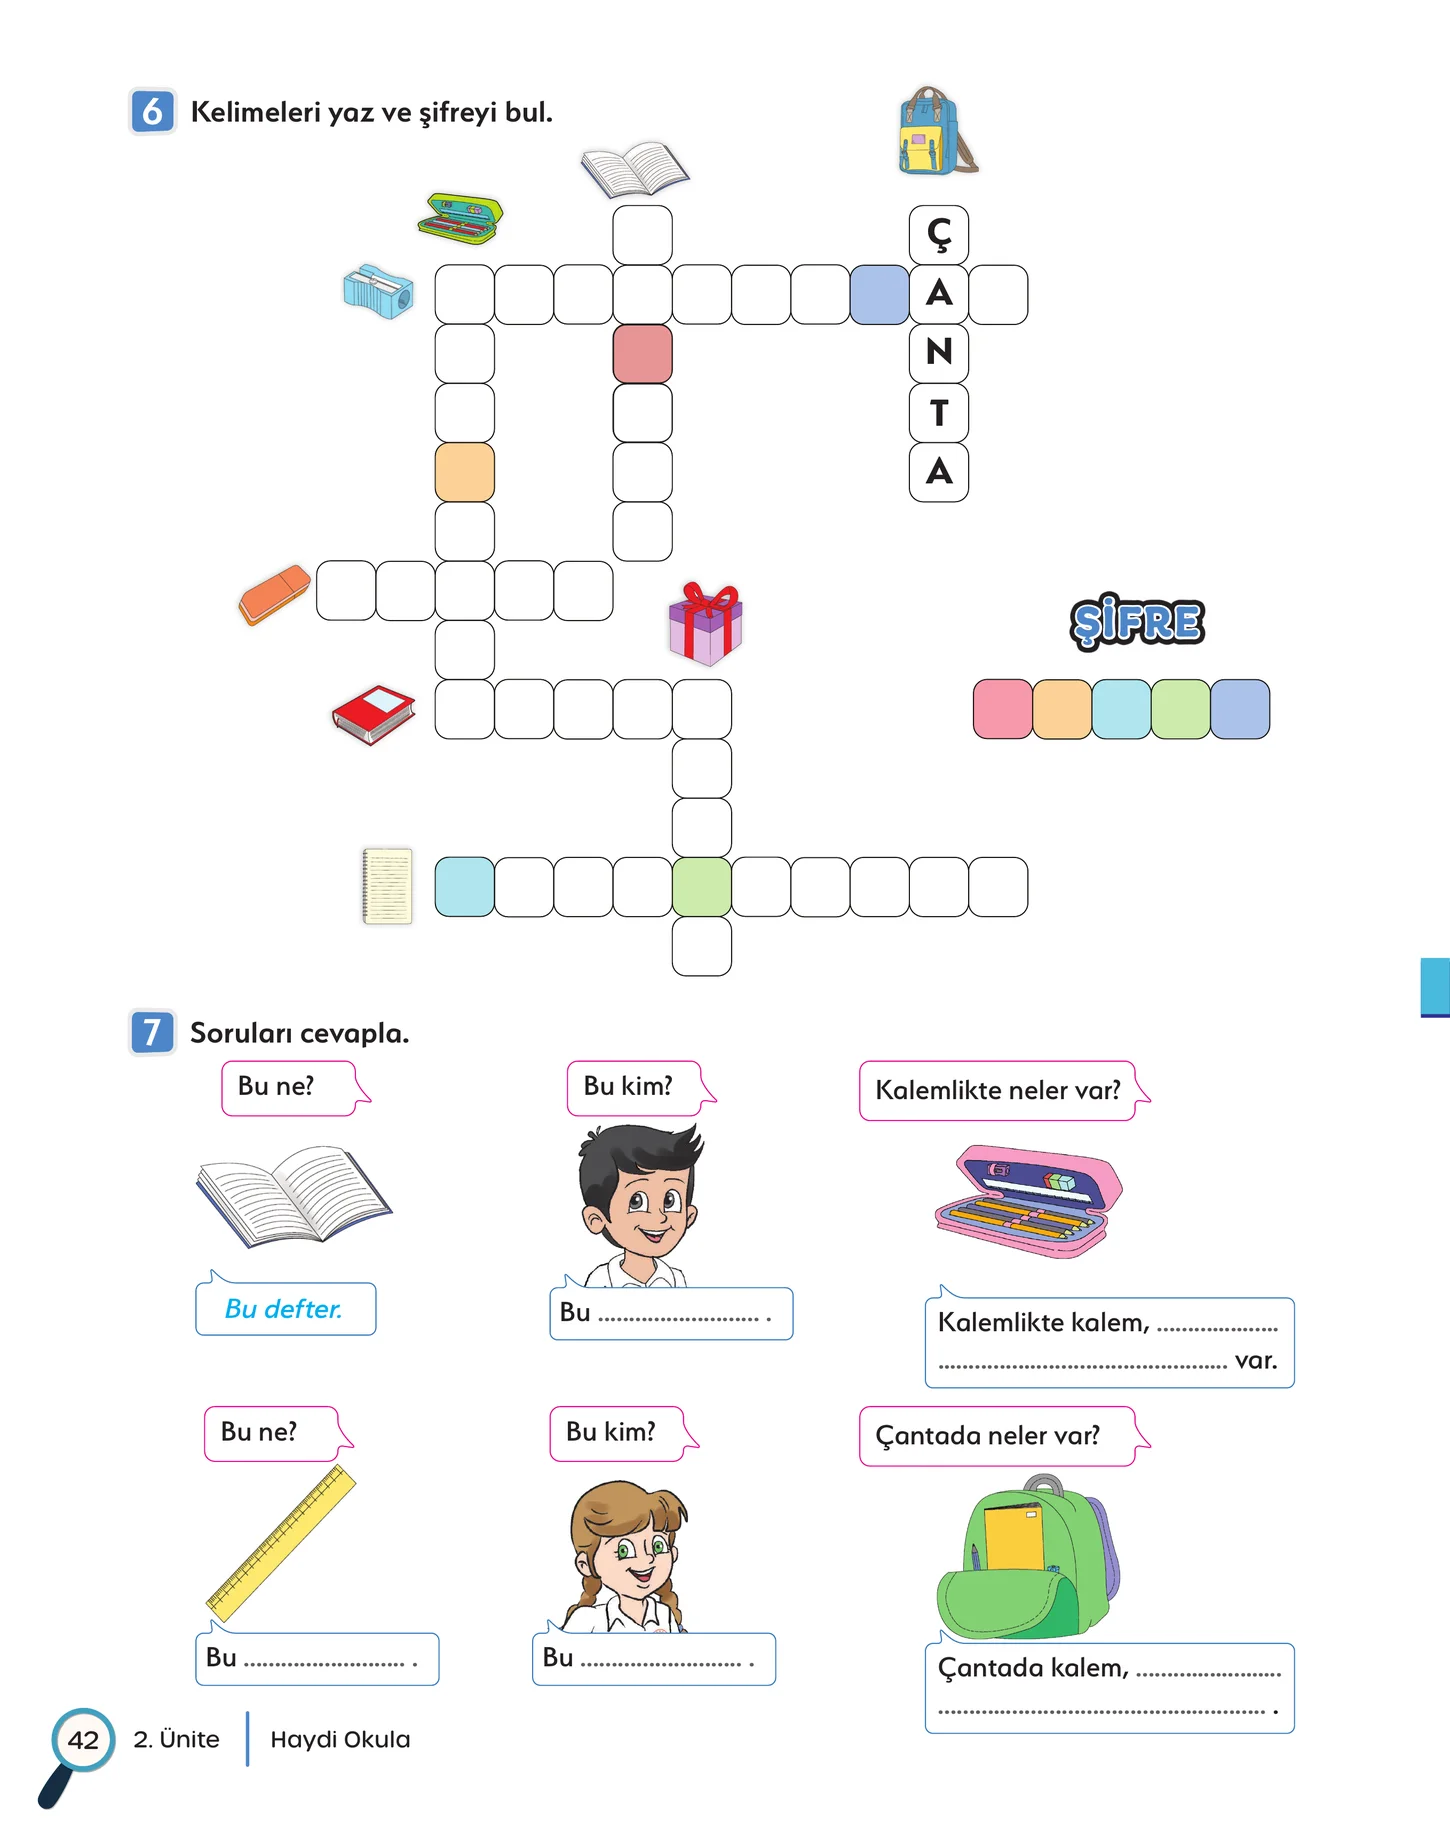 6 Kelimeleri yaz ve şifreyi bul.
Ç
A
N
T
A
ŞİFRE
7 Soruları cevapla.
Bu ne?
Bu kim?
Kalemlikte neler var?
Bu defter.
Bu .......................... .
Kalemlikte kalem, ....................
............................................... var.
Bu ne?
Bu kim?
Çantada neler var?
Bu .......................... .
Bu .......................... .
Çantada kalem, ........................
..................................................... .
42 2. Ünite Haydi Okula